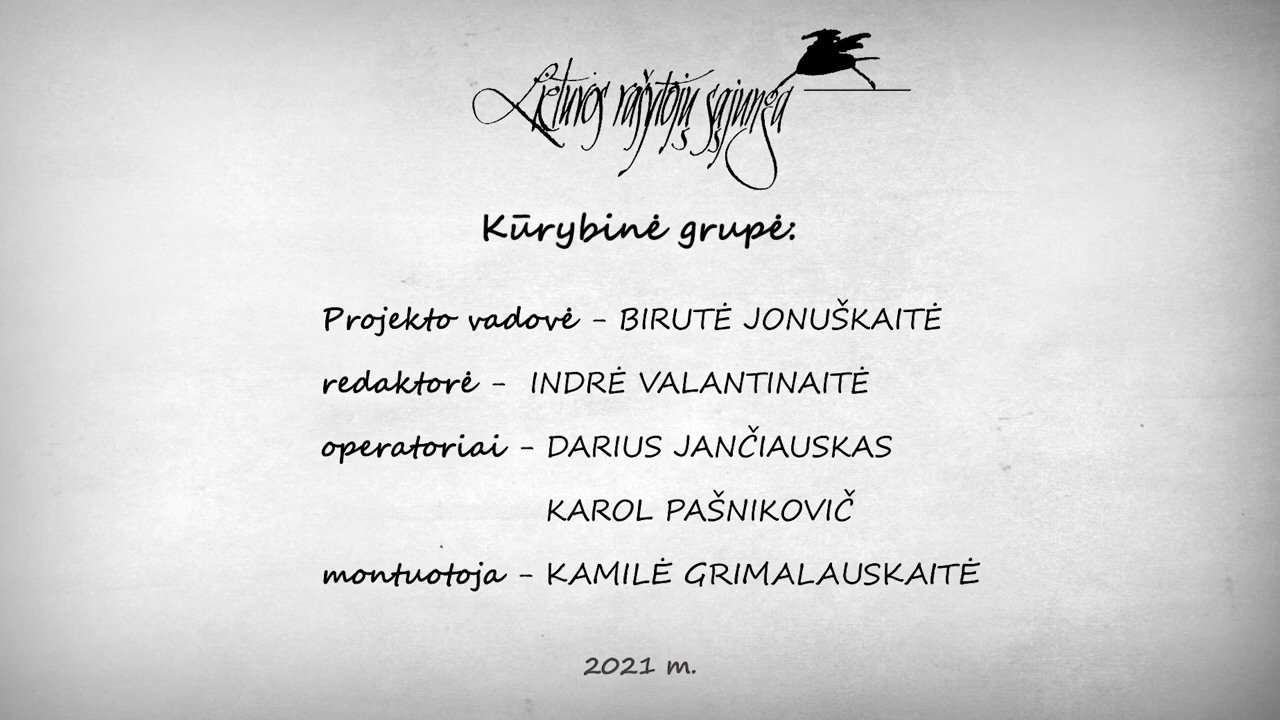 Lietuvos rašytojų sąjunga
Kūrybinė grupė:
Projekto vadovė - BIRUTĖ JONUŠKAITĖ
redaktorė - INDRĖ VALANTINAITĖ
operatoriai - DARIUS JANČIAUSKAS
KAROL PAŠNIKOVIČ
montuotoja - KAMILĖ GRIMALAUSKAITĖ
2021 m.